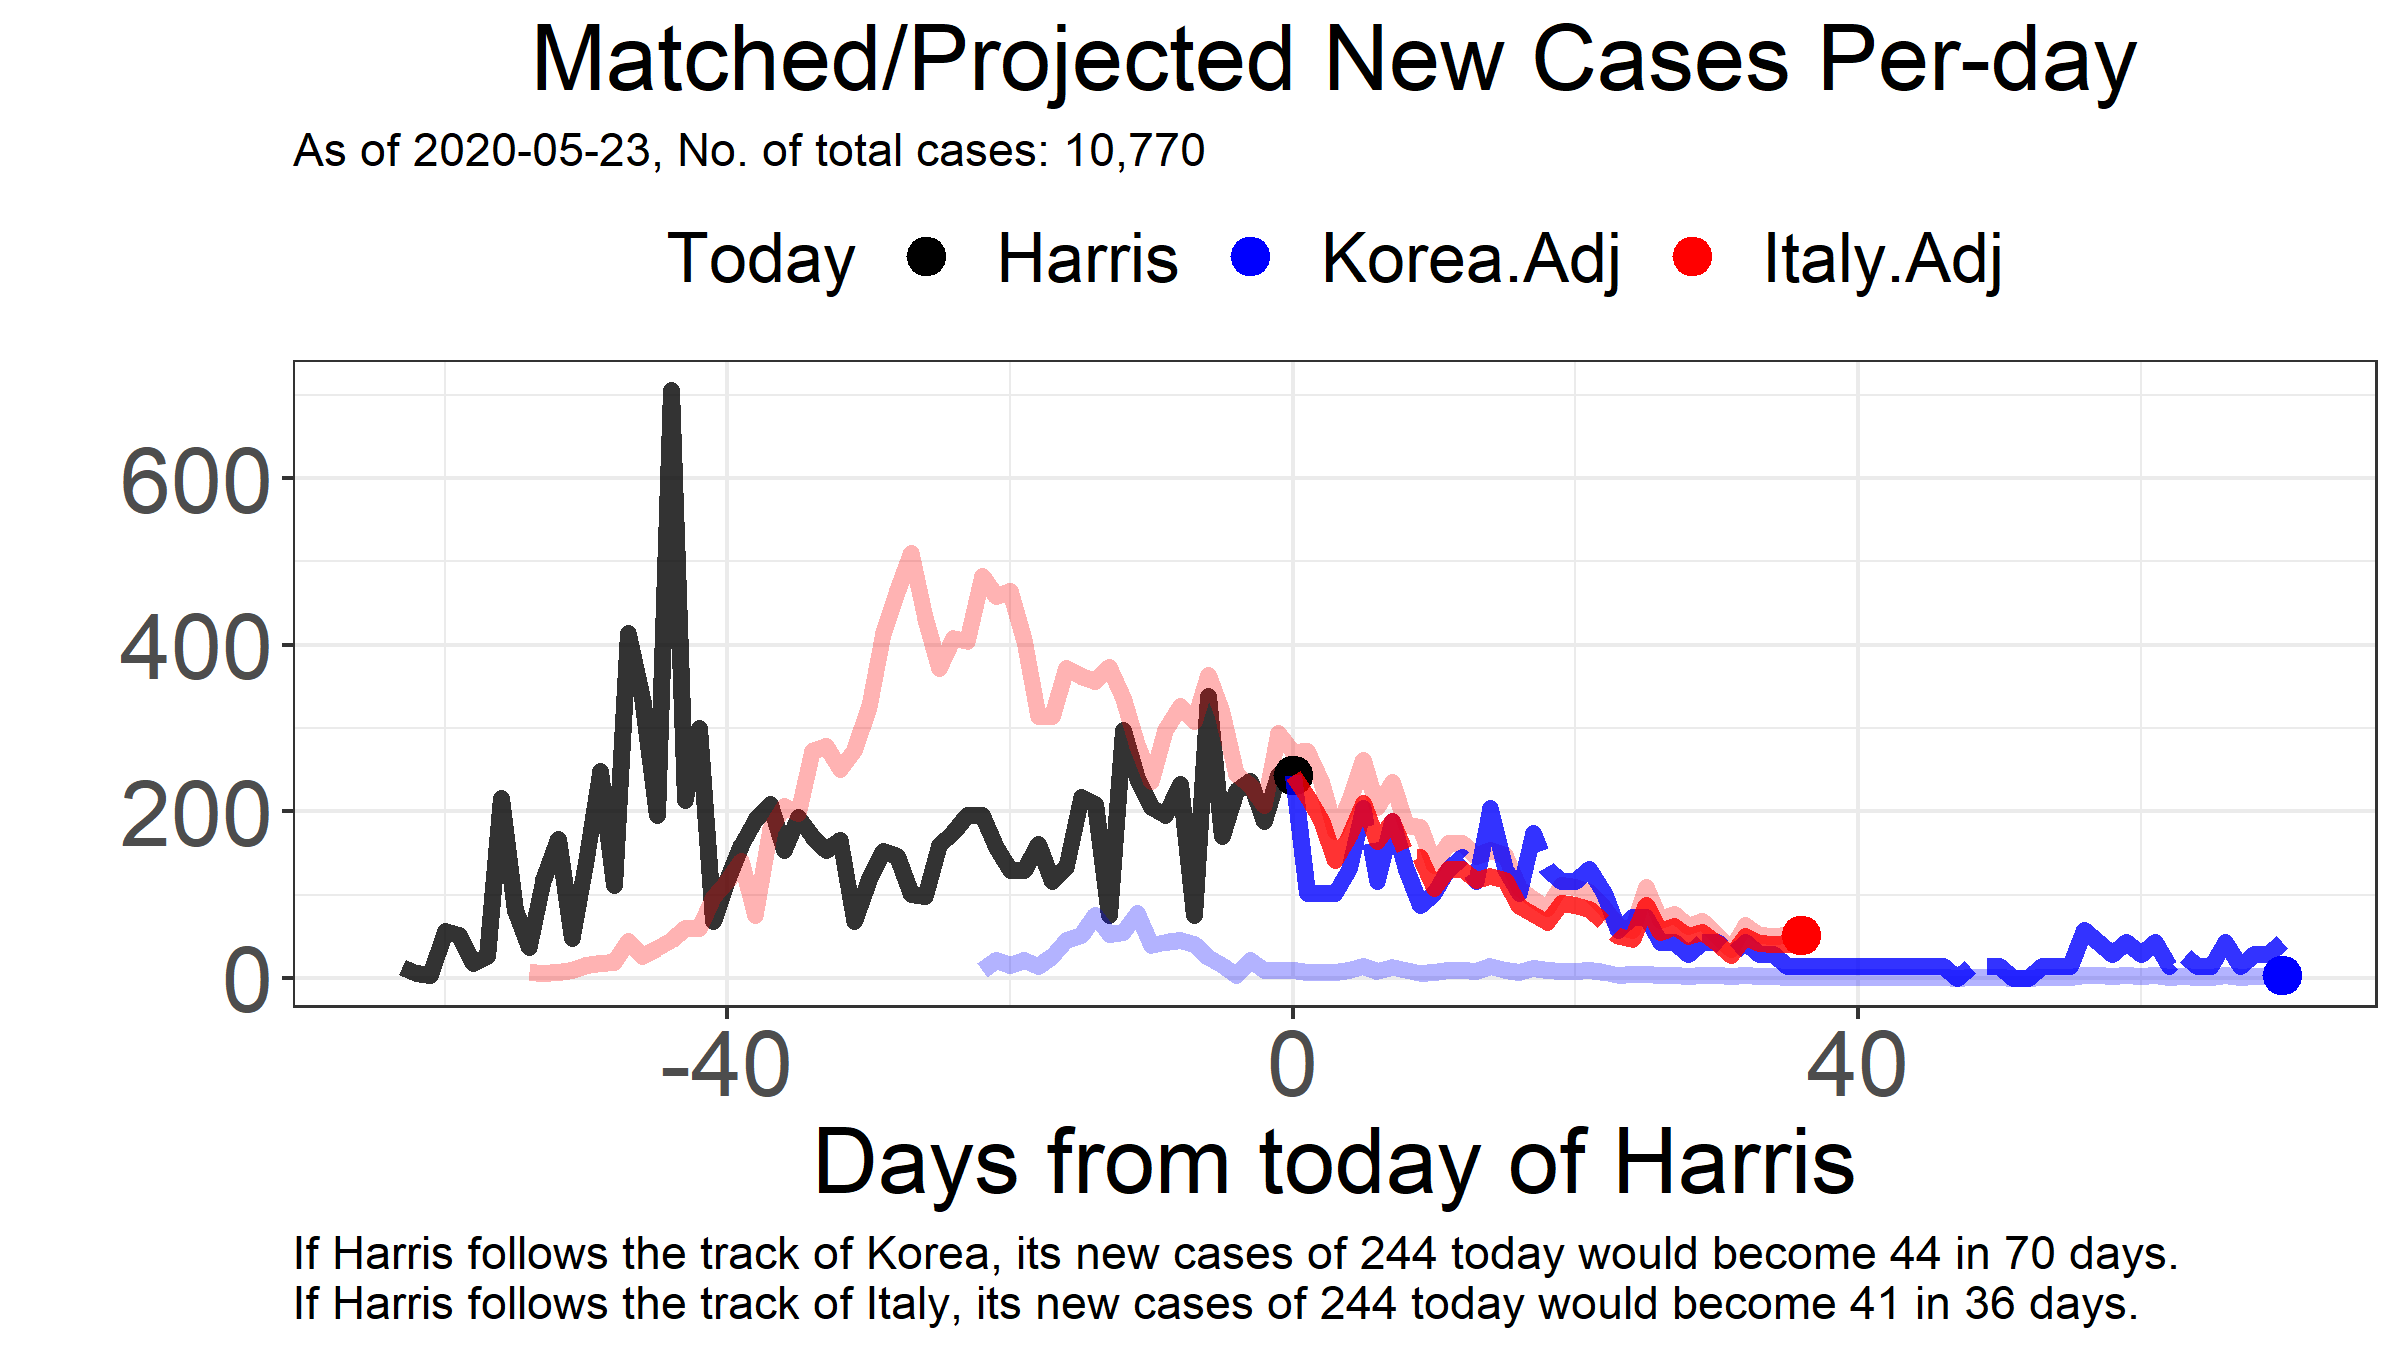 Matched/Projected New Cases Per-day
As of 2020-05-23, No. of total cases: 10,770
Today Harris Korea.Adj Italy.Adj
600
400
200
0
-40 0 40
Days from today of Harris
If Harris follows the track of Korea, its new cases of 244 today would become 44 in 70 days.
If Harris follows the track of Italy, its new cases of 244 today would become 41 in 36 days.